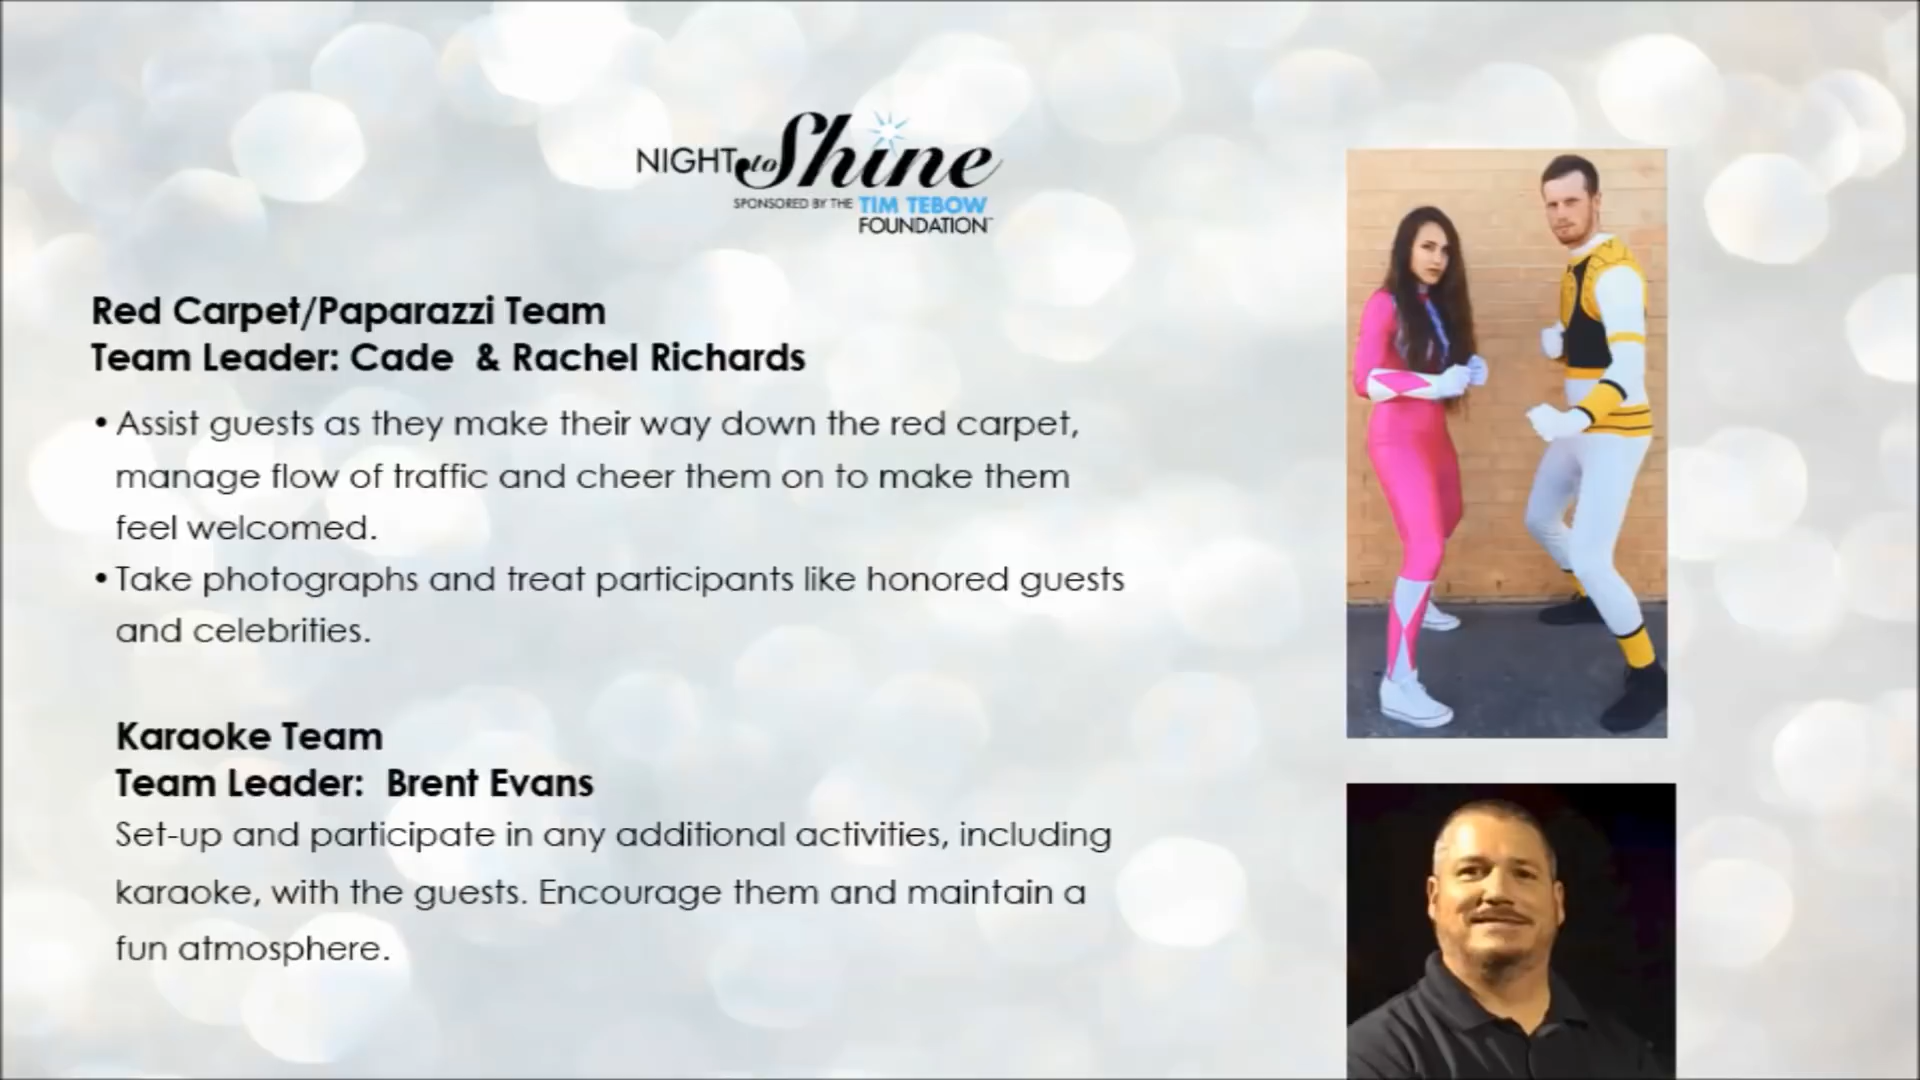 NIGHT to Shine
SPONSORED BY THE TIM TEBOW
FOUNDATION™
Red Carpet/Paparazzi Team
Team Leader: Cade & Rachel Richards
• Assist guests as they make their way down the red carpet,
manage flow of traffic and cheer them on to make them
feel welcomed.
• Take photographs and treat participants like honored guests
and celebrities.
Karaoke Team
Team Leader: Brent Evans
Set-up and participate in any additional activities, including
karaoke, with the guests. Encourage them and maintain a
fun atmosphere.